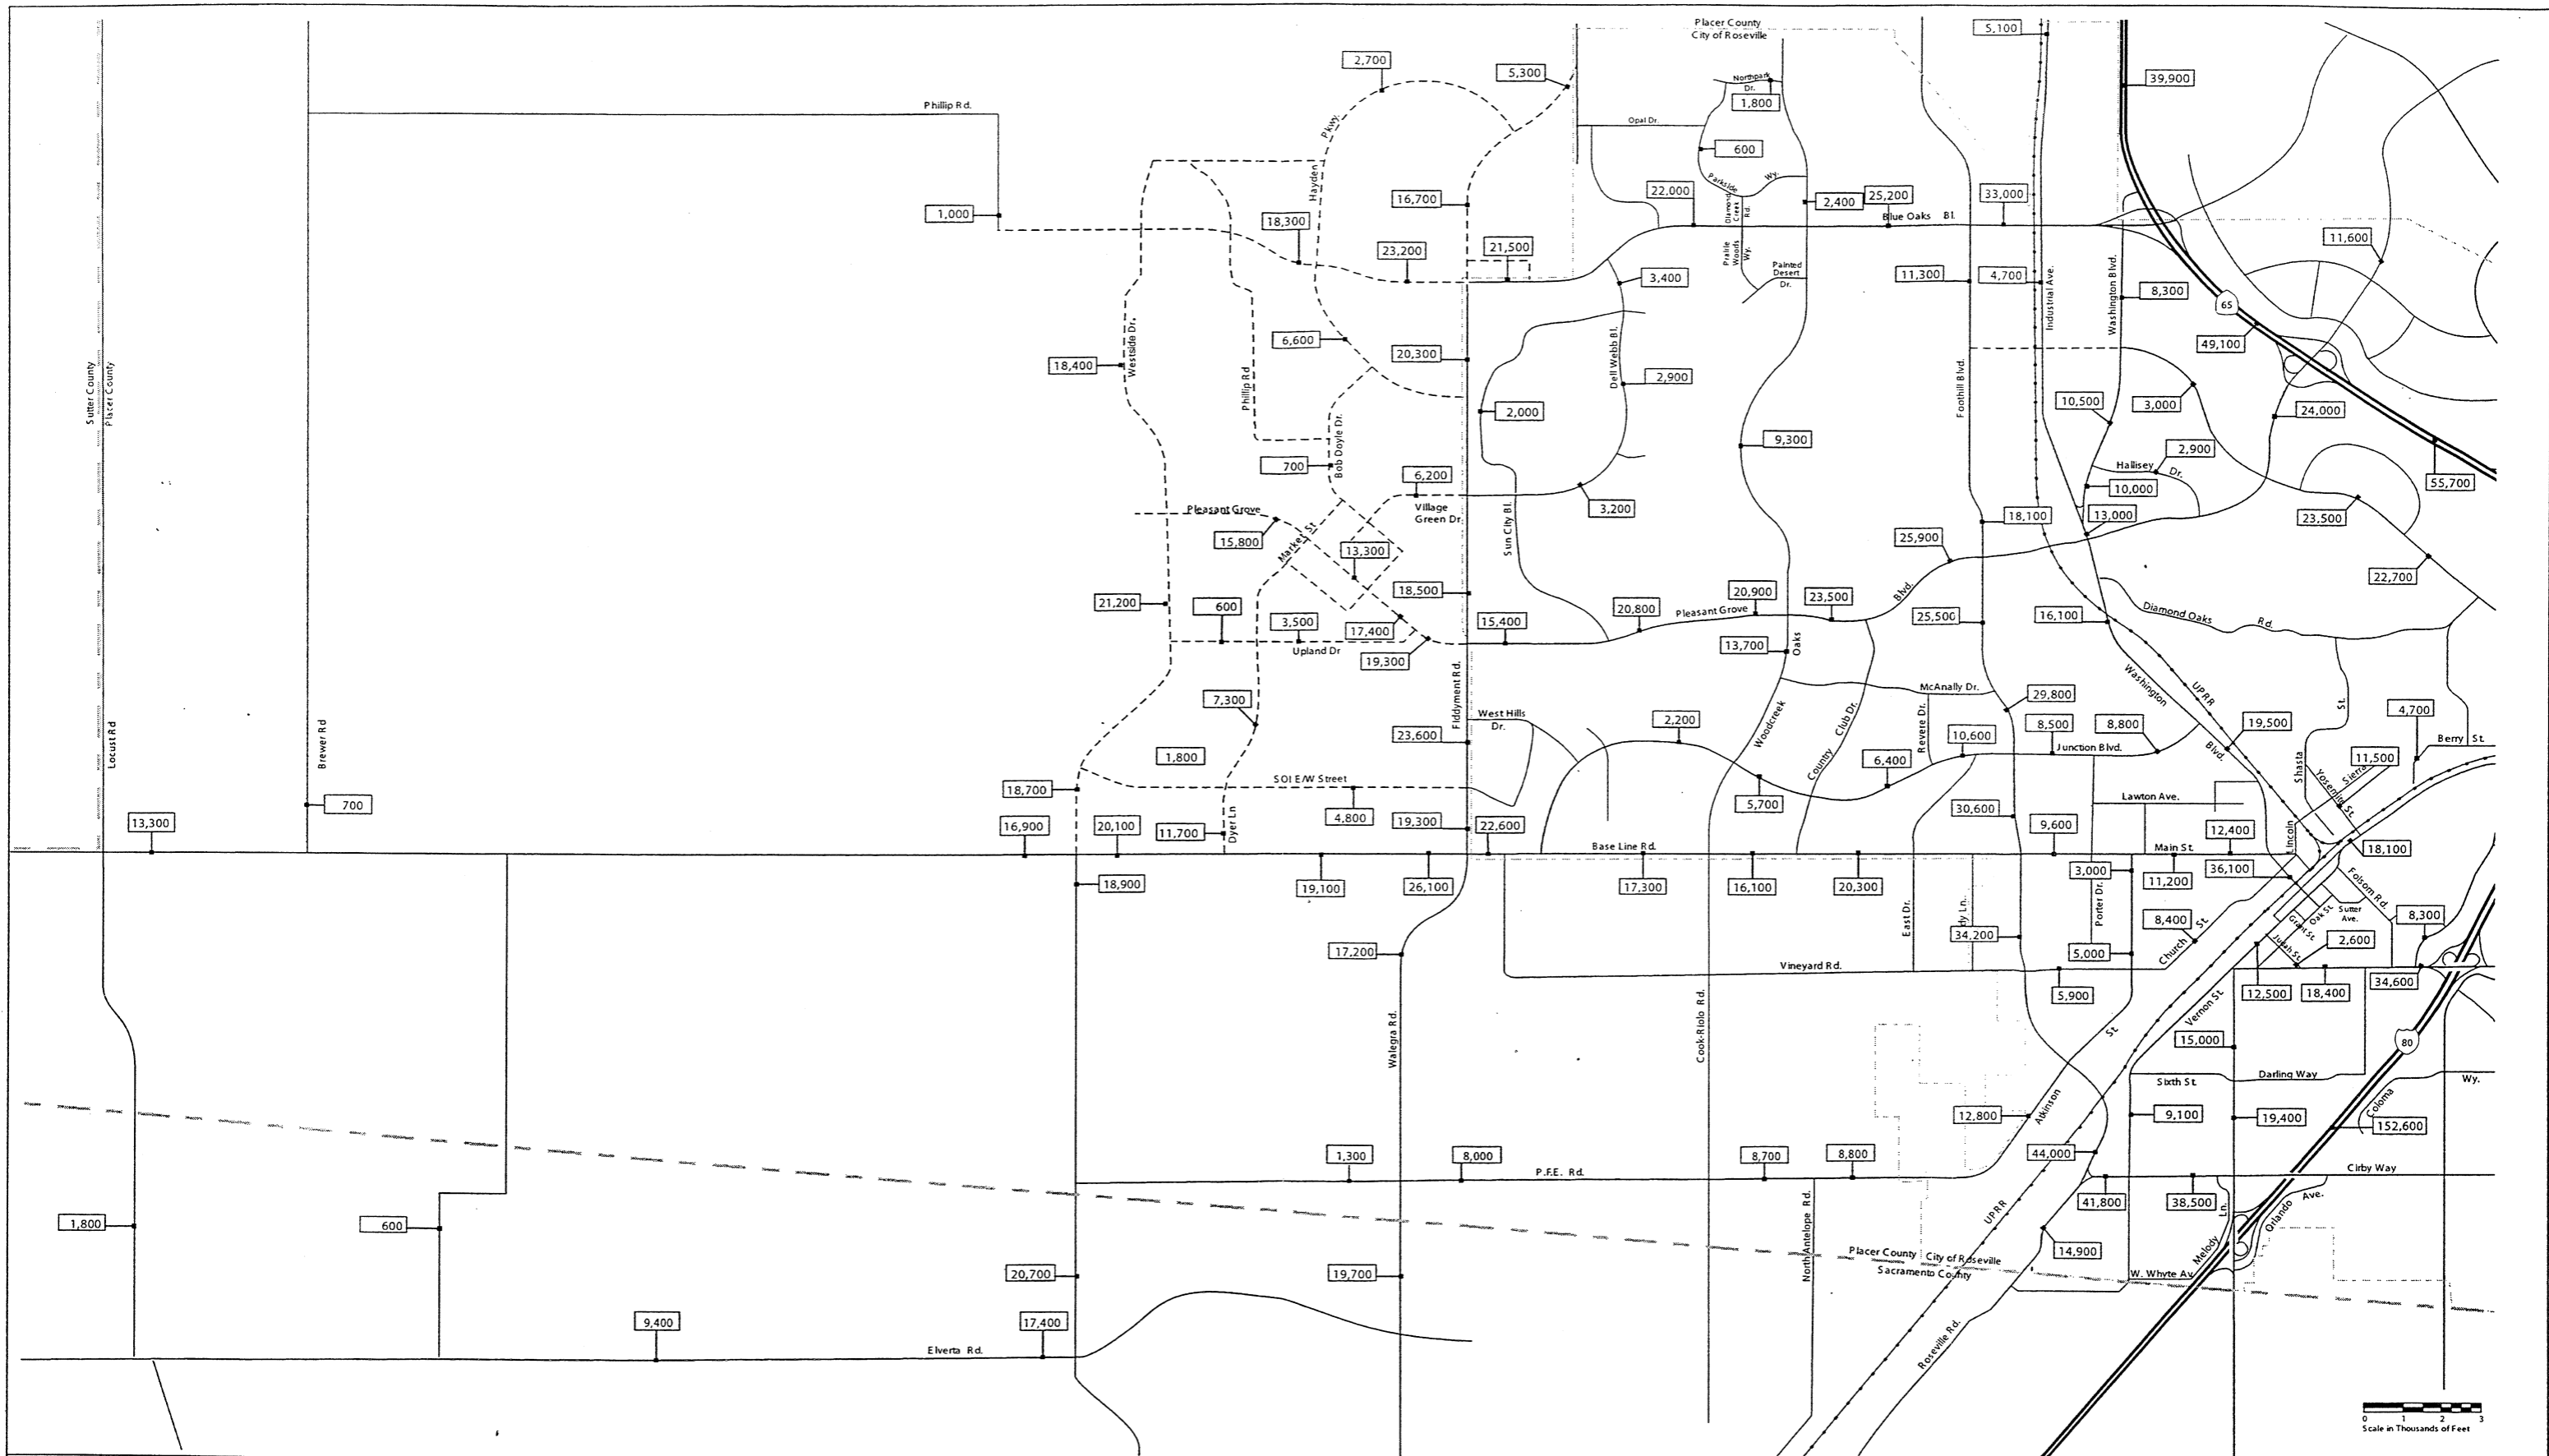 Placer County
City of Roseville
5,100
2,700
5,300
39,900
Northpark
Dr.
1,800
Phillip Rd.
Opal Dr.
Pkwy.
600
Hayden
Parkside
Wy.
22,000
16,700
2,400
25,200
33,000
1,000
18,300
Diamond
Creek
Rd.
Blue Oaks Bl.
23,200
21,500
Prairie
Woods
Wy.
11,600
Painted
Desert
Dr.
3,400
11,300
4,700
Industrial Ave.
Washington Blvd.
8,300
65
49,100
Westside Dr.
6,600
20,300
Dell Webb Bl.
Sutter County
Placer County
18,400
Phillip Rd
2,900
Foothill Blvd.
10,500
3,000
24,000
2,000
Bob Doyle Dr.
9,300
2,900
Hallisey
Dr.
700
6,200
10,000
55,700
Pleasant Grove
Village
Green Dr.
3,200
18,100
13,000
23,500
15,800
Market St
Sun City Bl.
13,300
25,900
22,700
21,200
600
18,500
20,900
23,500
Blvd.
3,500
17,400
15,400
20,800
Pleasant Grove
25,500
16,100
Diamond Oaks
Rd.
Upland Dr
19,300
13,700
Oaks
Fiddyment Rd.
McAnally Dr.
29,800
Washington
UPRR
7,300
West Hills
Dr.
2,200
Woodcreek
Country
Club Dr.
Revere Dr.
10,600
8,500
8,800
19,500
St.
4,700
Locust Rd
Brewer Rd
1,800
23,600
6,400
Junction Blvd.
Blvd.
Shasta
11,500
Berry St.
SOI E/W Street
Yosemite St.
Sierra
18,700
5,700
Lawton Ave.
700
4,800
30,600
13,300
16,900
20,100
11,700
Dyer Ln
19,300
22,600
9,600
12,400
Lincoln
Base Line Rd.
Main St.
18,100
18,900
19,100
26,100
17,300
16,100
20,300
3,000
11,200
36,100
Folsom Rd.
Porter Dr.
Oak St.
Sutter
Ave.
Grant St.
East Dr.
34,200
8,400
Church St.
8,300
Judah St.
2,600
17,200
5,000
Vineyard Rd.
5,900
12,500
18,400
34,600
Walegra Rd.
Cook-Riolo Rd.
Vernon St
St
15,000
80
Sixth St.
Darling Way
Wy.
Coloma
12,800
Atkinson
9,100
19,400
152,600
1,300
8,000
P.F.E. Rd.
8,700
8,800
44,000
Cirby Way
41,800
38,500
Ln.
Ave.
Orlando
1,800
600
North Antelope Rd.
UPRR
14,900
Melody
Placer County
City of Roseville
Sacramento County
W. Whyte Av
20,700
19,700
9,400
17,400
Elverta Rd.
Roseville Rd.
0 1 2 3
Scale in Thousands of Feet